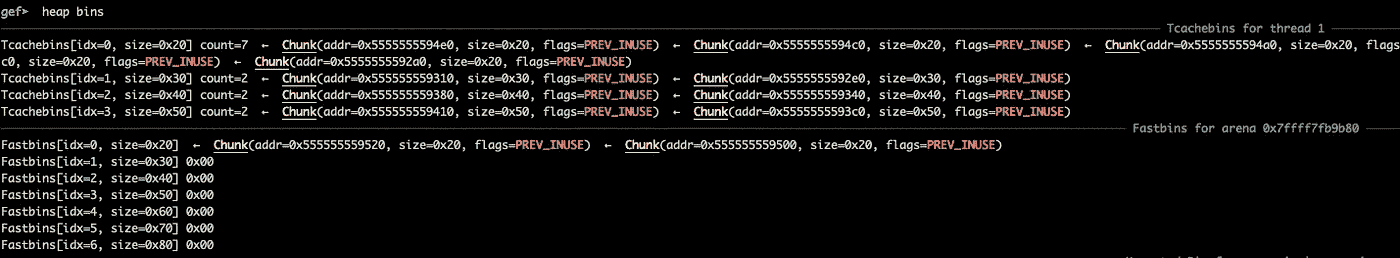 gef➤  heap bins
Tcachebins for thread 1
Tcachebins[idx=0, size=0x20] count=7  ←  Chunk(addr=0x5555555594e0, size=0x20, flags=PREV_INUSE)  ←  Chunk(addr=0x5555555594c0, size=0x20, flags=PREV_INUSE)  ←  Chunk(addr=0x5555555594a0, size=0x20, flags
c0, size=0x20, flags=PREV_INUSE)  ←  Chunk(addr=0x5555555592a0, size=0x20, flags=PREV_INUSE)
Tcachebins[idx=1, size=0x30] count=2  ←  Chunk(addr=0x555555559310, size=0x30, flags=PREV_INUSE)  ←  Chunk(addr=0x5555555592e0, size=0x30, flags=PREV_INUSE)
Tcachebins[idx=2, size=0x40] count=2  ←  Chunk(addr=0x555555559380, size=0x40, flags=PREV_INUSE)  ←  Chunk(addr=0x555555559340, size=0x40, flags=PREV_INUSE)
Tcachebins[idx=3, size=0x50] count=2  ←  Chunk(addr=0x555555559410, size=0x50, flags=PREV_INUSE)  ←  Chunk(addr=0x5555555593c0, size=0x50, flags=PREV_INUSE)
Fastbins for arena 0x7ffff7fb9b80
Fastbins[idx=0, size=0x20]  ←  Chunk(addr=0x555555559520, size=0x20, flags=PREV_INUSE)  ←  Chunk(addr=0x555555559500, size=0x20, flags=PREV_INUSE)
Fastbins[idx=1, size=0x30] 0x00
Fastbins[idx=2, size=0x40] 0x00
Fastbins[idx=3, size=0x50] 0x00
Fastbins[idx=4, size=0x60] 0x00
Fastbins[idx=5, size=0x70] 0x00
Fastbins[idx=6, size=0x80] 0x00